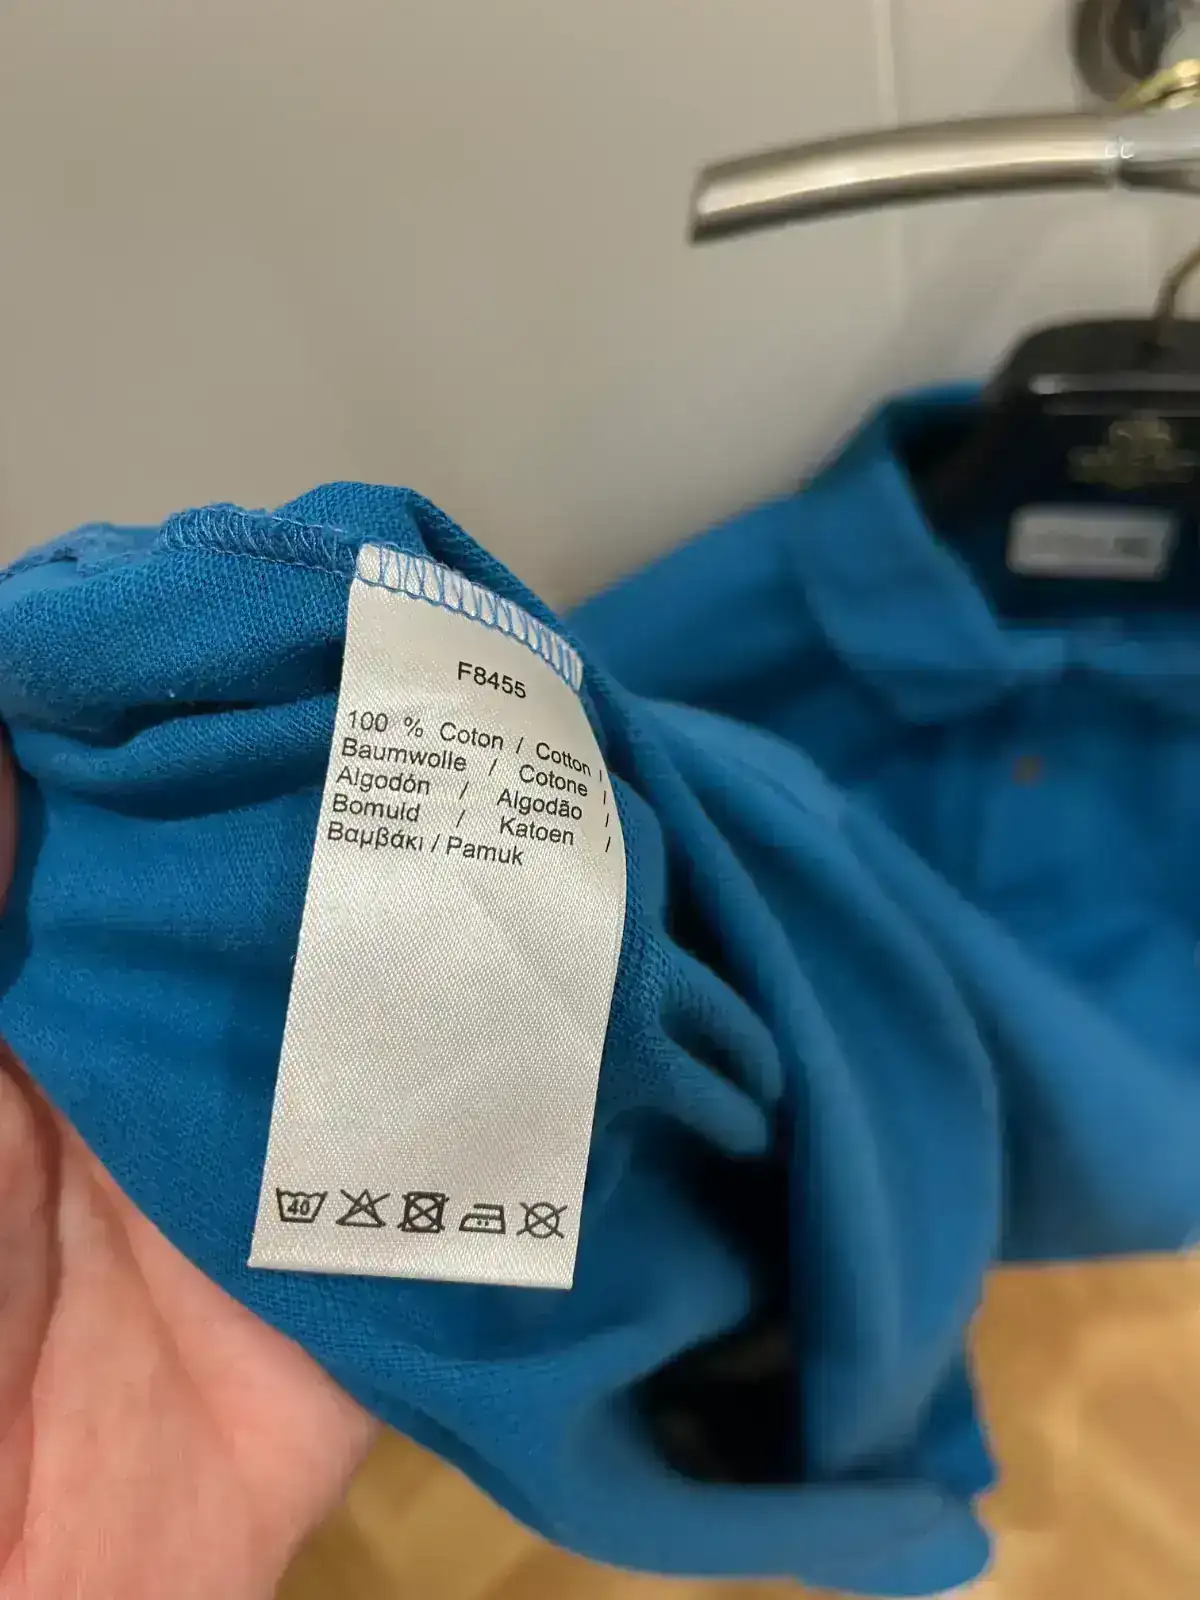 F8455
100 % Coton / Cotton /
Baumwolle / Cotone /
Algodón / Algodão /
Bomuld / Katoen /
Βαμβάκι / Pamuk
40